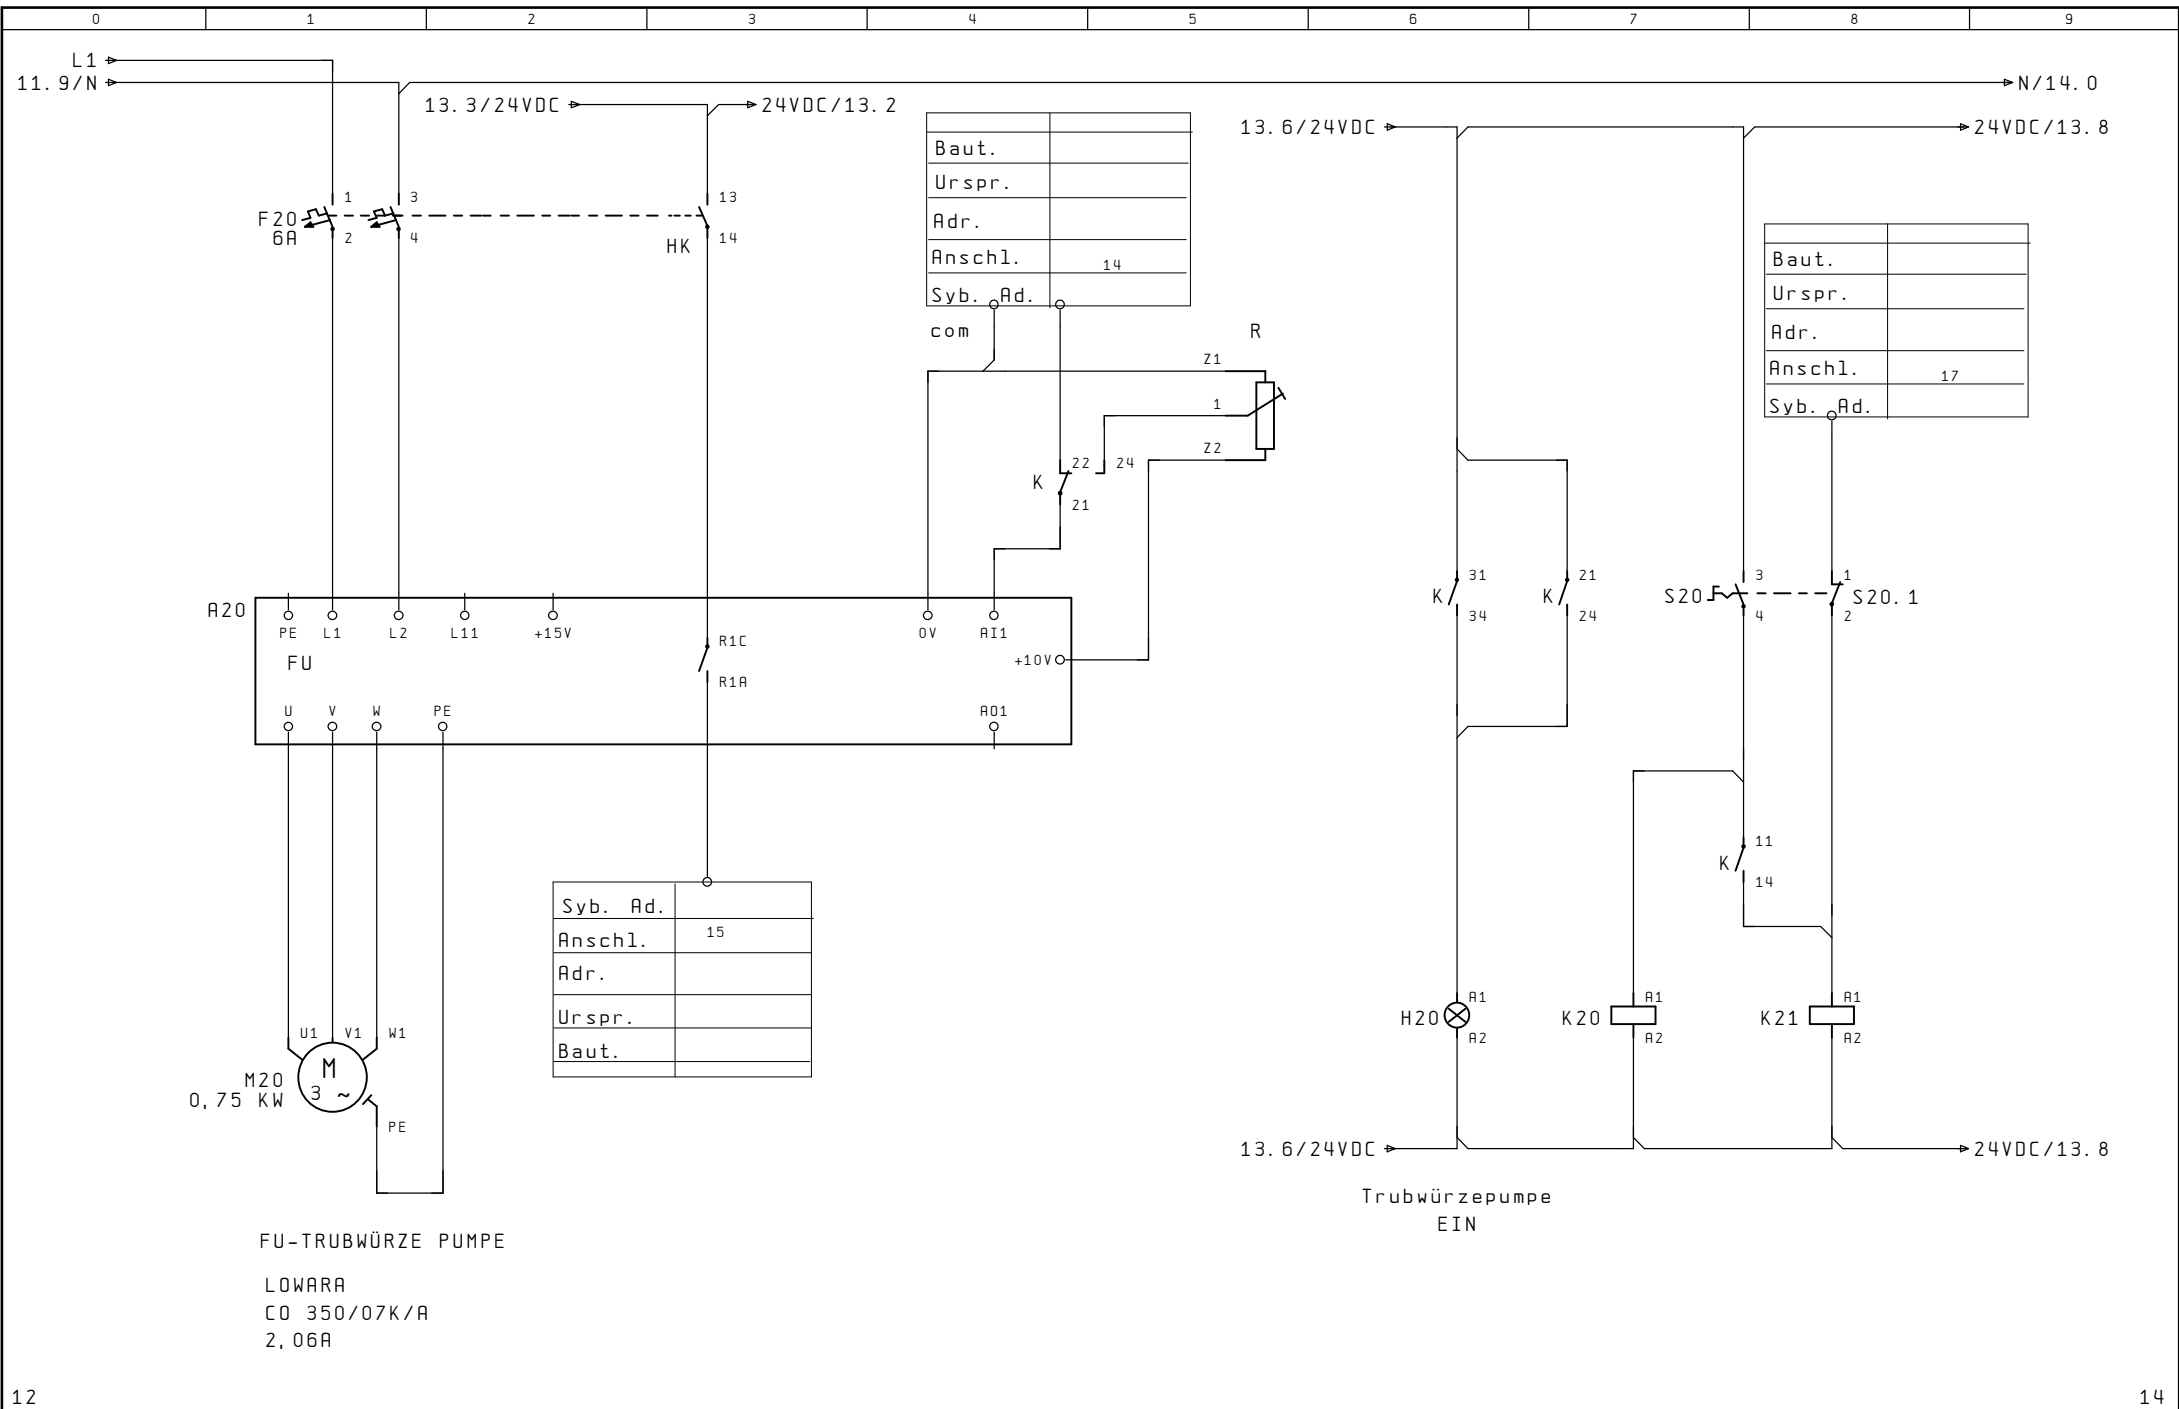 0 1 2 3 4 5 6 7 8 9
L1
11.9/N
N/14.0
13.3/24VDC
24VDC/13.2
13.6/24VDC
24VDC/13.8
Baut.
Urspr.
Adr.
Anschl. 14
Syb. Ad.
com
R
Baut.
Urspr.
Adr.
Anschl. 17
Syb. Ad.
F20
6A
1
2
3
4
13
14
HK
Z1
1
Z2
K
22
24
21
A20
PE
L1
L2
L11
+15V
0V
AI1
FU
+10V
R1C
R1A
U
V
W
PE
AO1
K
31
34
K
21
24
S20
3
4
1
2
S20.1
K
11
14
Syb. Ad.
Anschl. 15
Adr.
Urspr.
Baut.
H20
A1
A2
K20
A1
A2
K21
A1
A2
U1
V1
W1
M
3 ~
M20
0,75 KW
PE
13.6/24VDC
24VDC/13.8
Trubwürzepumpe
EIN
FU-TRUBWÜRZE PUMPE
LOWARA
CO 350/07K/A
2,06A
12
14